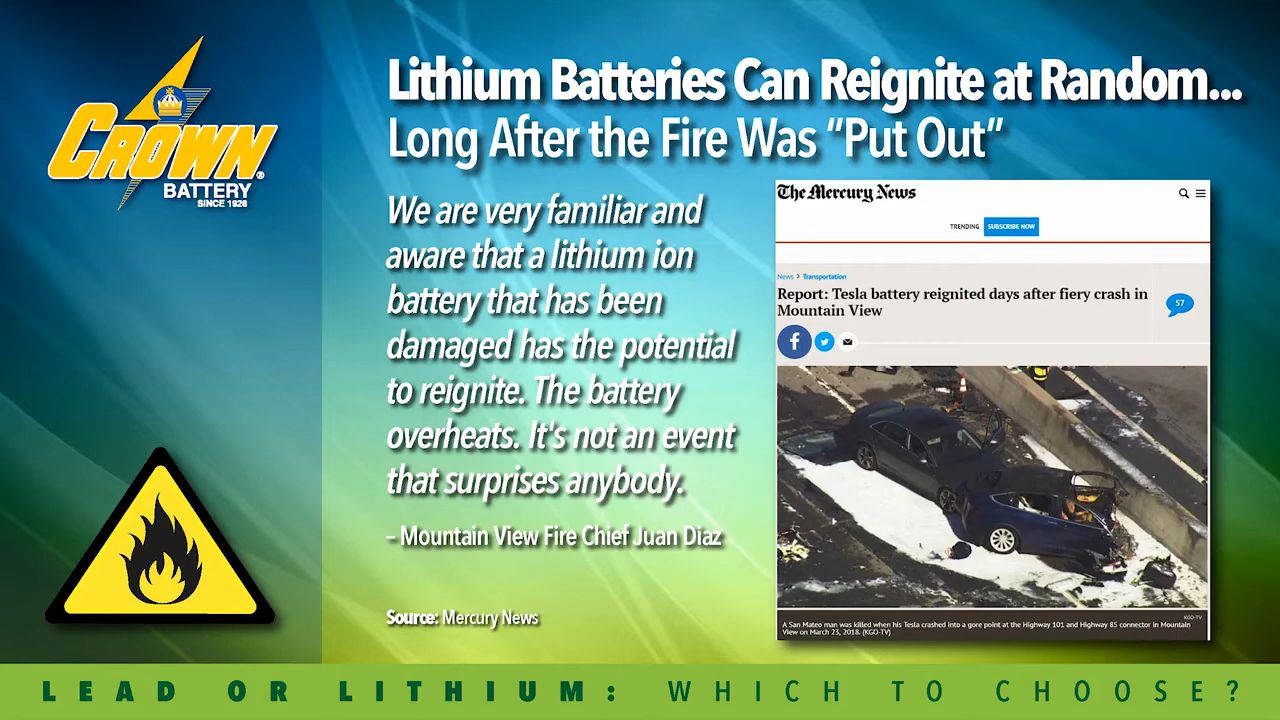 CROWN®
BATTERY
SINCE 1926
Lithium Batteries Can Reignite at Random...
Long After the Fire Was "Put Out"
We are very familiar and
aware that a lithium ion
battery that has been
damaged has the potential
to reignite. The battery
overheats. It's not an event
that surprises anybody.
– Mountain View Fire Chief Juan Diaz
Source: Mercury News
The Mercury News
TRENDING SUBSCRIBE NOW
News > Transportation
Report: Tesla battery reignited days after fiery crash in
Mountain View
57
KGO-TV
A San Mateo man was killed when his Tesla crashed into a gore point at the Highway 101 and Highway 85 connector in Mountain
View on March 23, 2018. (KGO-TV)
LEAD OR LITHIUM: WHICH TO CHOOSE?